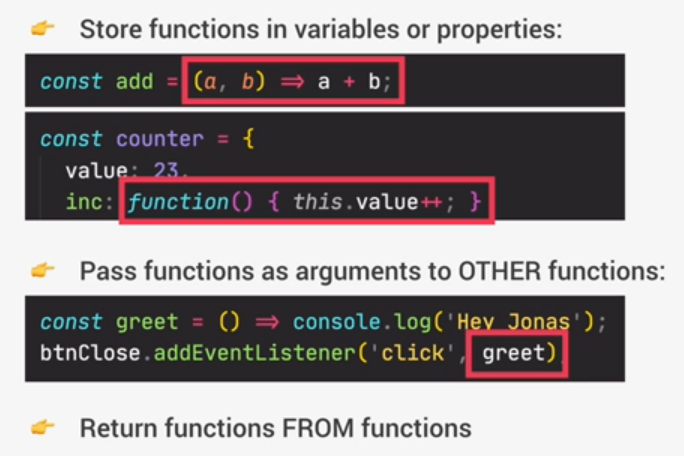 Store functions in variables or properties:
const add = (a, b) => a + b;
const counter = {
value: 23,
inc: function() { this.value++; }
Pass functions as arguments to OTHER functions:
const greet = () => console.log('Hey Jonas');
btnClose.addEventListener('click', greet)
Return functions FROM functions